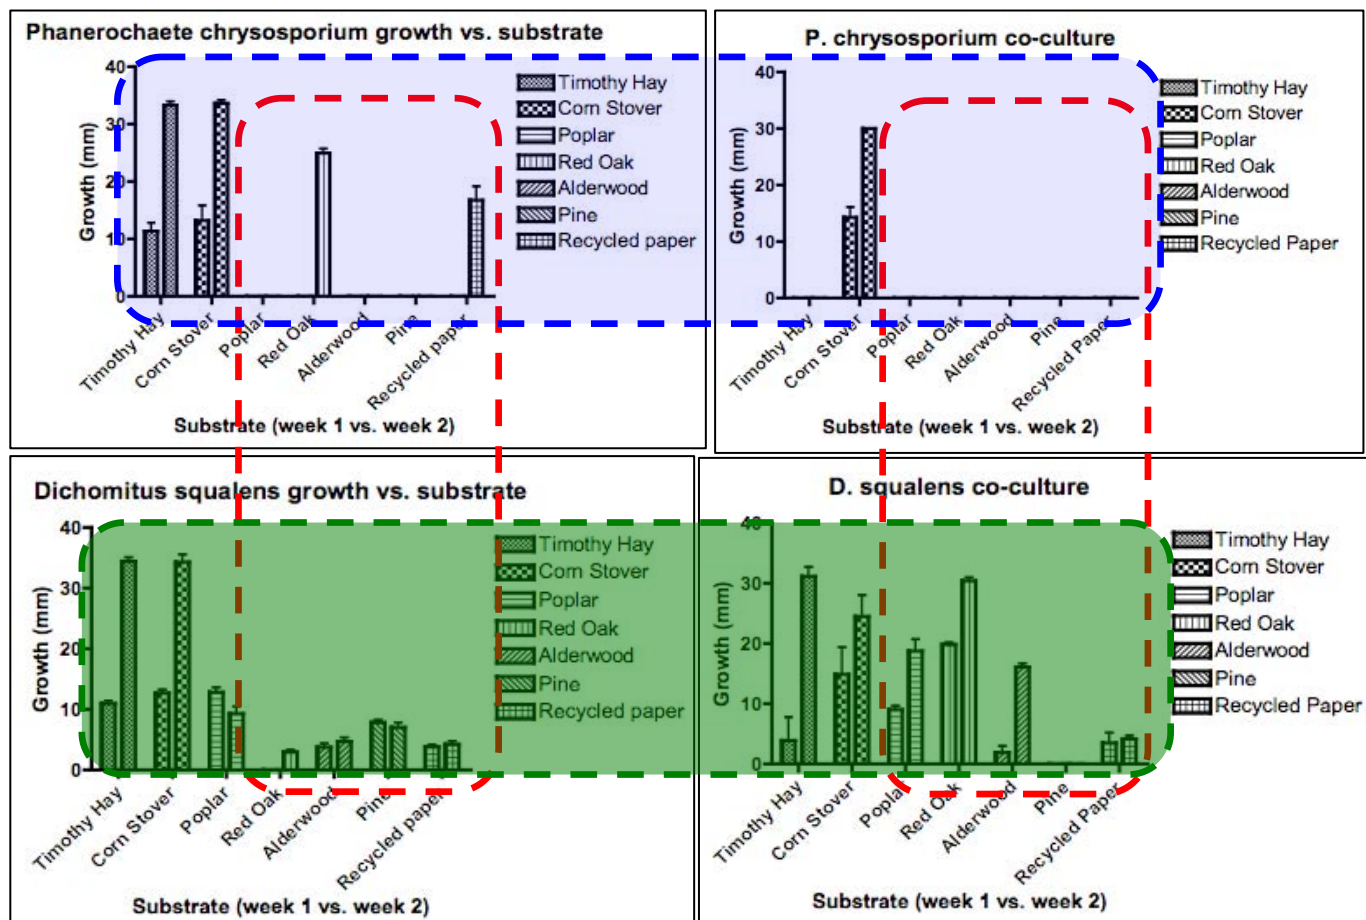 Phanerochaete chrysosporium growth vs. substrate
Growth (mm)
40
30
20
10
0
Timothy Hay
Corn Stover
Poplar
Red Oak
Alderwood
Pine
Recycled paper
Timothy Hay
Corn Stover
Poplar
Red Oak
Alderwood
Pine
Recycled paper
Substrate (week 1 vs. week 2)
P. chrysosporium co-culture
Growth (mm)
40
30
20
10
0
Timothy Hay
Corn Stover
Poplar
Red Oak
Alderwood
Pine
Recycled Paper
Timothy Hay
Corn Stover
Poplar
Red Oak
Alderwood
Pine
Recycled Paper
Substrate (week 1 vs. week 2)
Dichomitus squalens growth vs. substrate
Growth (mm)
40
30
20
10
0
Timothy Hay
Corn Stover
Poplar
Red Oak
Alderwood
Pine
Recycled paper
Timothy Hay
Corn Stover
Poplar
Red Oak
Alderwood
Pine
Recycled paper
Substrate (week 1 vs. week 2)
D. squalens co-culture
Growth (mm)
40
30
20
10
0
Timothy Hay
Corn Stover
Poplar
Red Oak
Alderwood
Pine
Recycled Paper
Timothy Hay
Corn Stover
Poplar
Red Oak
Alderwood
Pine
Recycled Paper
Substrate (week 1 vs. week 2)